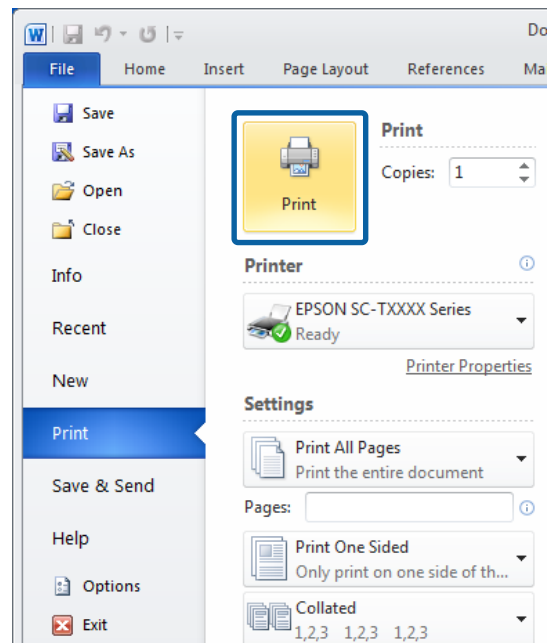 W
Do
File Home Insert Page Layout References Ma
Save
Save As
Open
Close
Info
Recent
New
Print
Save & Send
Help
Options
Exit
Print
Print
Copies: 1
Printer
EPSON SC-TXXXX Series
Ready
Printer Properties
Settings
Print All Pages
Print the entire document
Pages:
Print One Sided
Only print on one side of th...
Collated
1,2,3 1,2,3 1,2,3